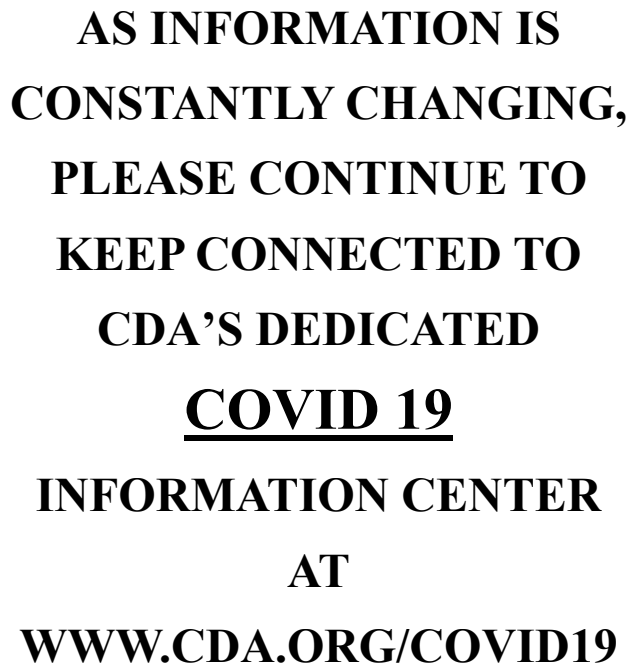 AS INFORMATION IS
CONSTANTLY CHANGING,
PLEASE CONTINUE TO
KEEP CONNECTED TO
CDA’S DEDICATED
COVID 19
INFORMATION CENTER
AT
WWW.CDA.ORG/COVID19